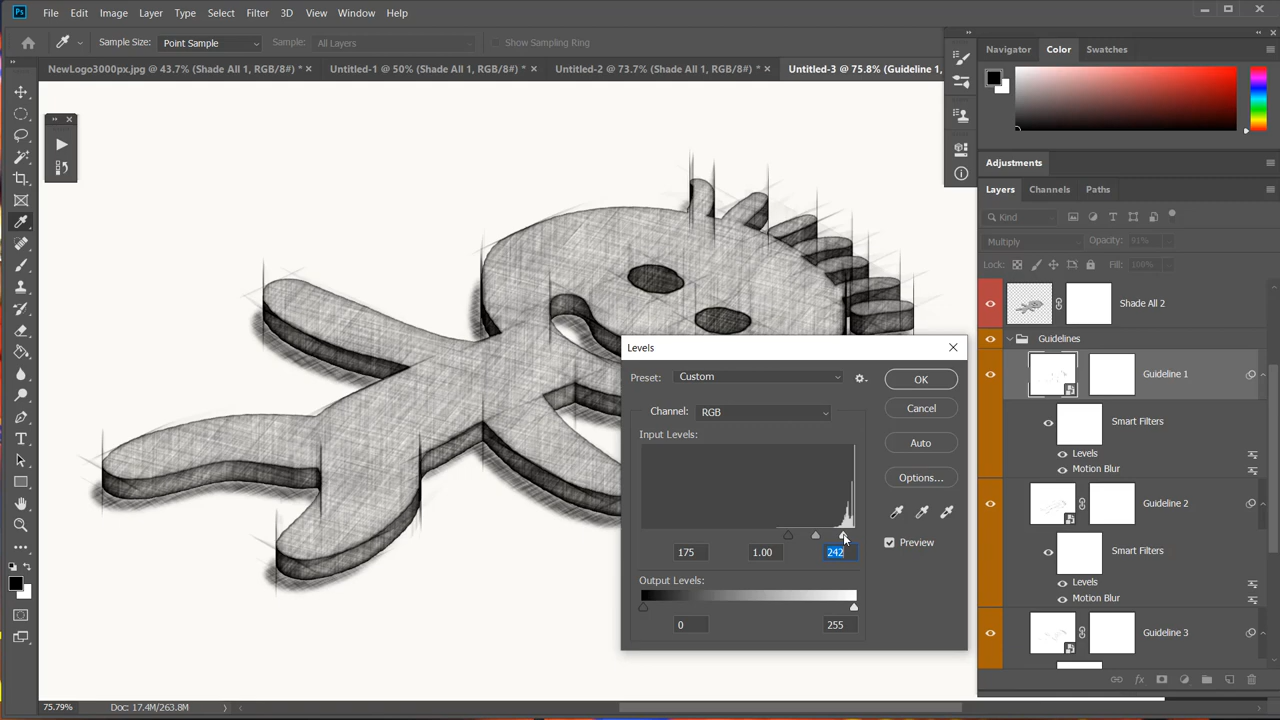 Ps File Edit Image Layer Type Select Filter 3D View Window Help
Sample Size: Point Sample Sample: All Layers Show Sampling Ring
NewLogo3000px.jpg @ 43.7% (Shade All 1, RGB/8#) * × Untitled-1 @ 50% (Shade All 1, RGB/8#) * × Untitled-2 @ 73.7% (Shade All 1, RGB/8#) * × Untitled-3 @ 75.8% (Guideline 1,
Navigator Color Swatches
Adjustments
Layers Channels Paths
Kind
Multiply Opacity: 91%
Lock: Fill: 100%
Shade All 2
Guidelines
Guideline 1
Smart Filters
Levels
Motion Blur
Guideline 2
Smart Filters
Levels
Motion Blur
Guideline 3
Levels
Preset: Custom
OK
Channel: RGB
Cancel
Input Levels:
Auto
Options...
Preview
175 1.00 242
Output Levels:
0 255
75.79% Doc: 17.4M/263.8M